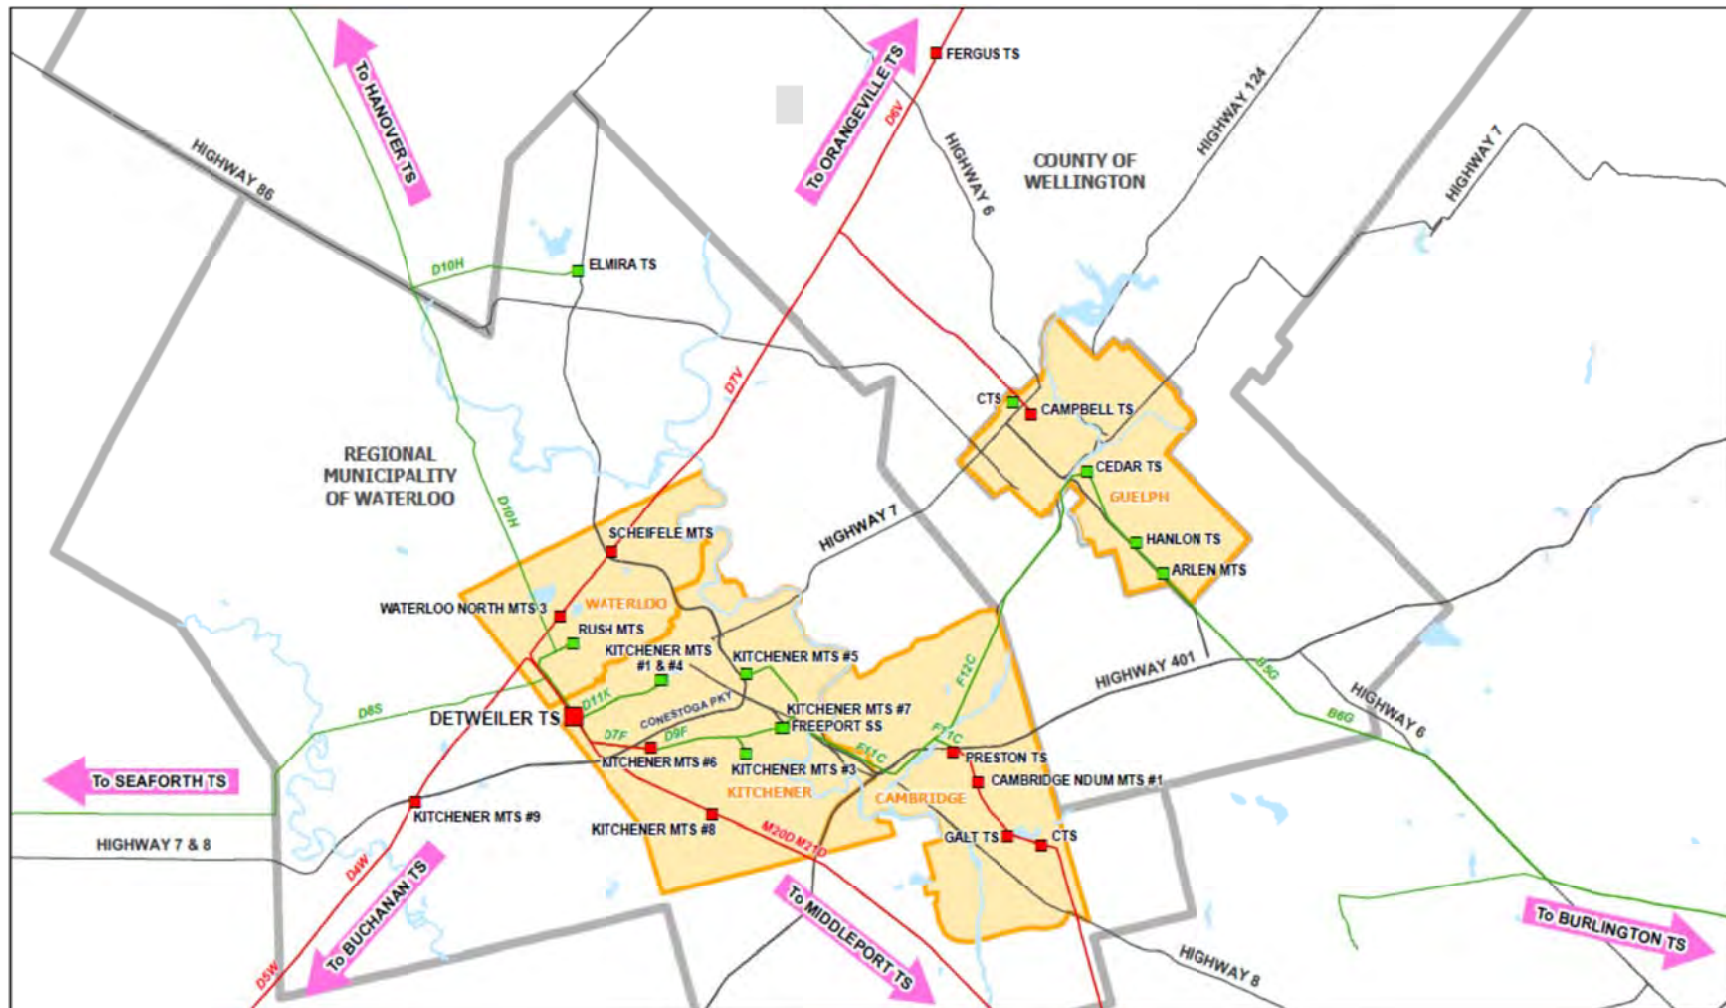 To HANOVER TS
To ORANGEVILLE TS
FERGUS TS
D6V
HIGHWAY 86
HIGHWAY 6
COUNTY OF
WELLINGTON
HIGHWAY 124
HIGHWAY 7
D10H
ELMIRA TS
D7V
CTS
CAMPBELL TS
REGIONAL
MUNICIPALITY
OF WATERLOO
CEDAR TS
GUELPH
D10H
HIGHWAY 7
SCHEIFELE MTS
HANLON TS
ARLEN MTS
WATERLOO NORTH MTS 3
WATERLOO
RUSH MTS
KITCHENER MTS
#1 & #4
KITCHENER MTS #5
F12C
HIGHWAY 401
B5G
D11K
CONESTOGA PKY
D8S
DETWEILER TS
KITCHENER MTS #7
FREEPORT SS
B6G
HIGHWAY 6
D7F
D9F
F11C
F11C
KITCHENER MTS #6
KITCHENER MTS #3
PRESTON TS
To SEAFORTH TS
CAMBRIDGE NDUM MTS #1
KITCHENER
CAMBRIDGE
KITCHENER MTS #9
KITCHENER MTS #8
M20D M21D
GALT TS
CTS
HIGHWAY 7 & 8
D4W
To BUCHANAN TS
To MIDDLEPORT TS
To BURLINGTON TS
D5W
HIGHWAY 8